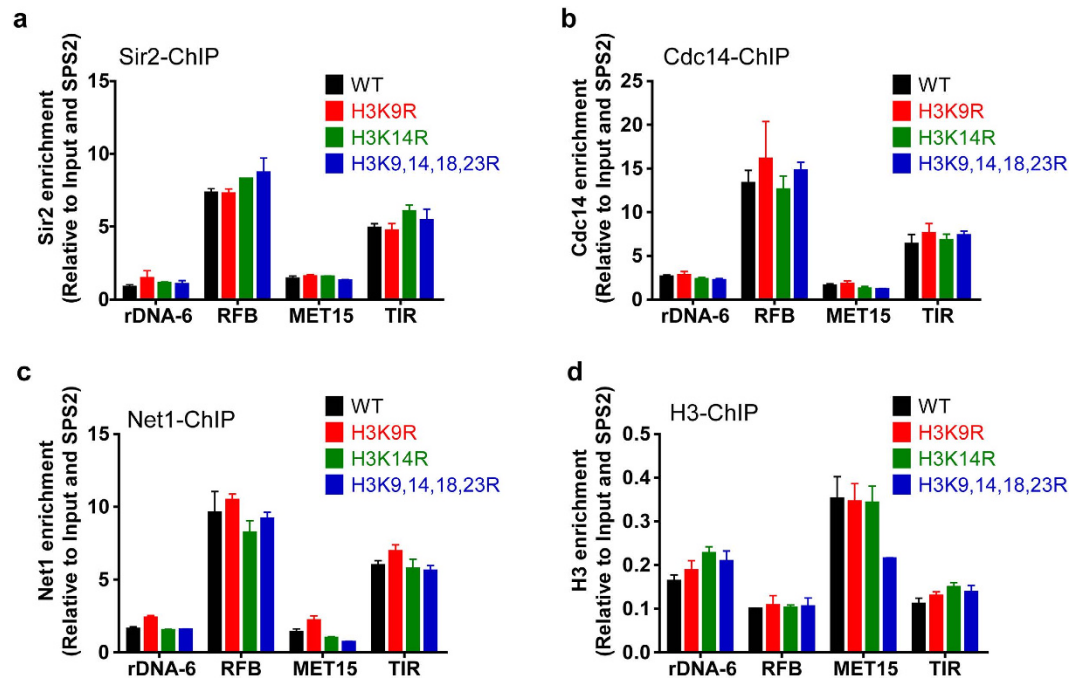 a
Sir2-ChIP
Sir2 enrichment
(Relative to Input and SPS2)
15
10
5
0
WT
H3K9R
H3K14R
H3K9,14,18,23R
rDNA-6 RFB MET15 TIR
b
Cdc14-ChIP
Cdc14 enrichment
(Relative to Input and SPS2)
25
20
15
10
5
0
WT
H3K9R
H3K14R
H3K9,14,18,23R
rDNA-6 RFB MET15 TIR
c
Net1-ChIP
Net1 enrichment
(Relative to Input and SPS2)
15
10
5
0
WT
H3K9R
H3K14R
H3K9,14,18,23R
rDNA-6 RFB MET15 TIR
d
H3-ChIP
H3 enrichment
(Relative to Input and SPS2)
0.5
0.4
0.3
0.2
0.1
0.0
WT
H3K9R
H3K14R
H3K9,14,18,23R
rDNA-6 RFB MET15 TIR